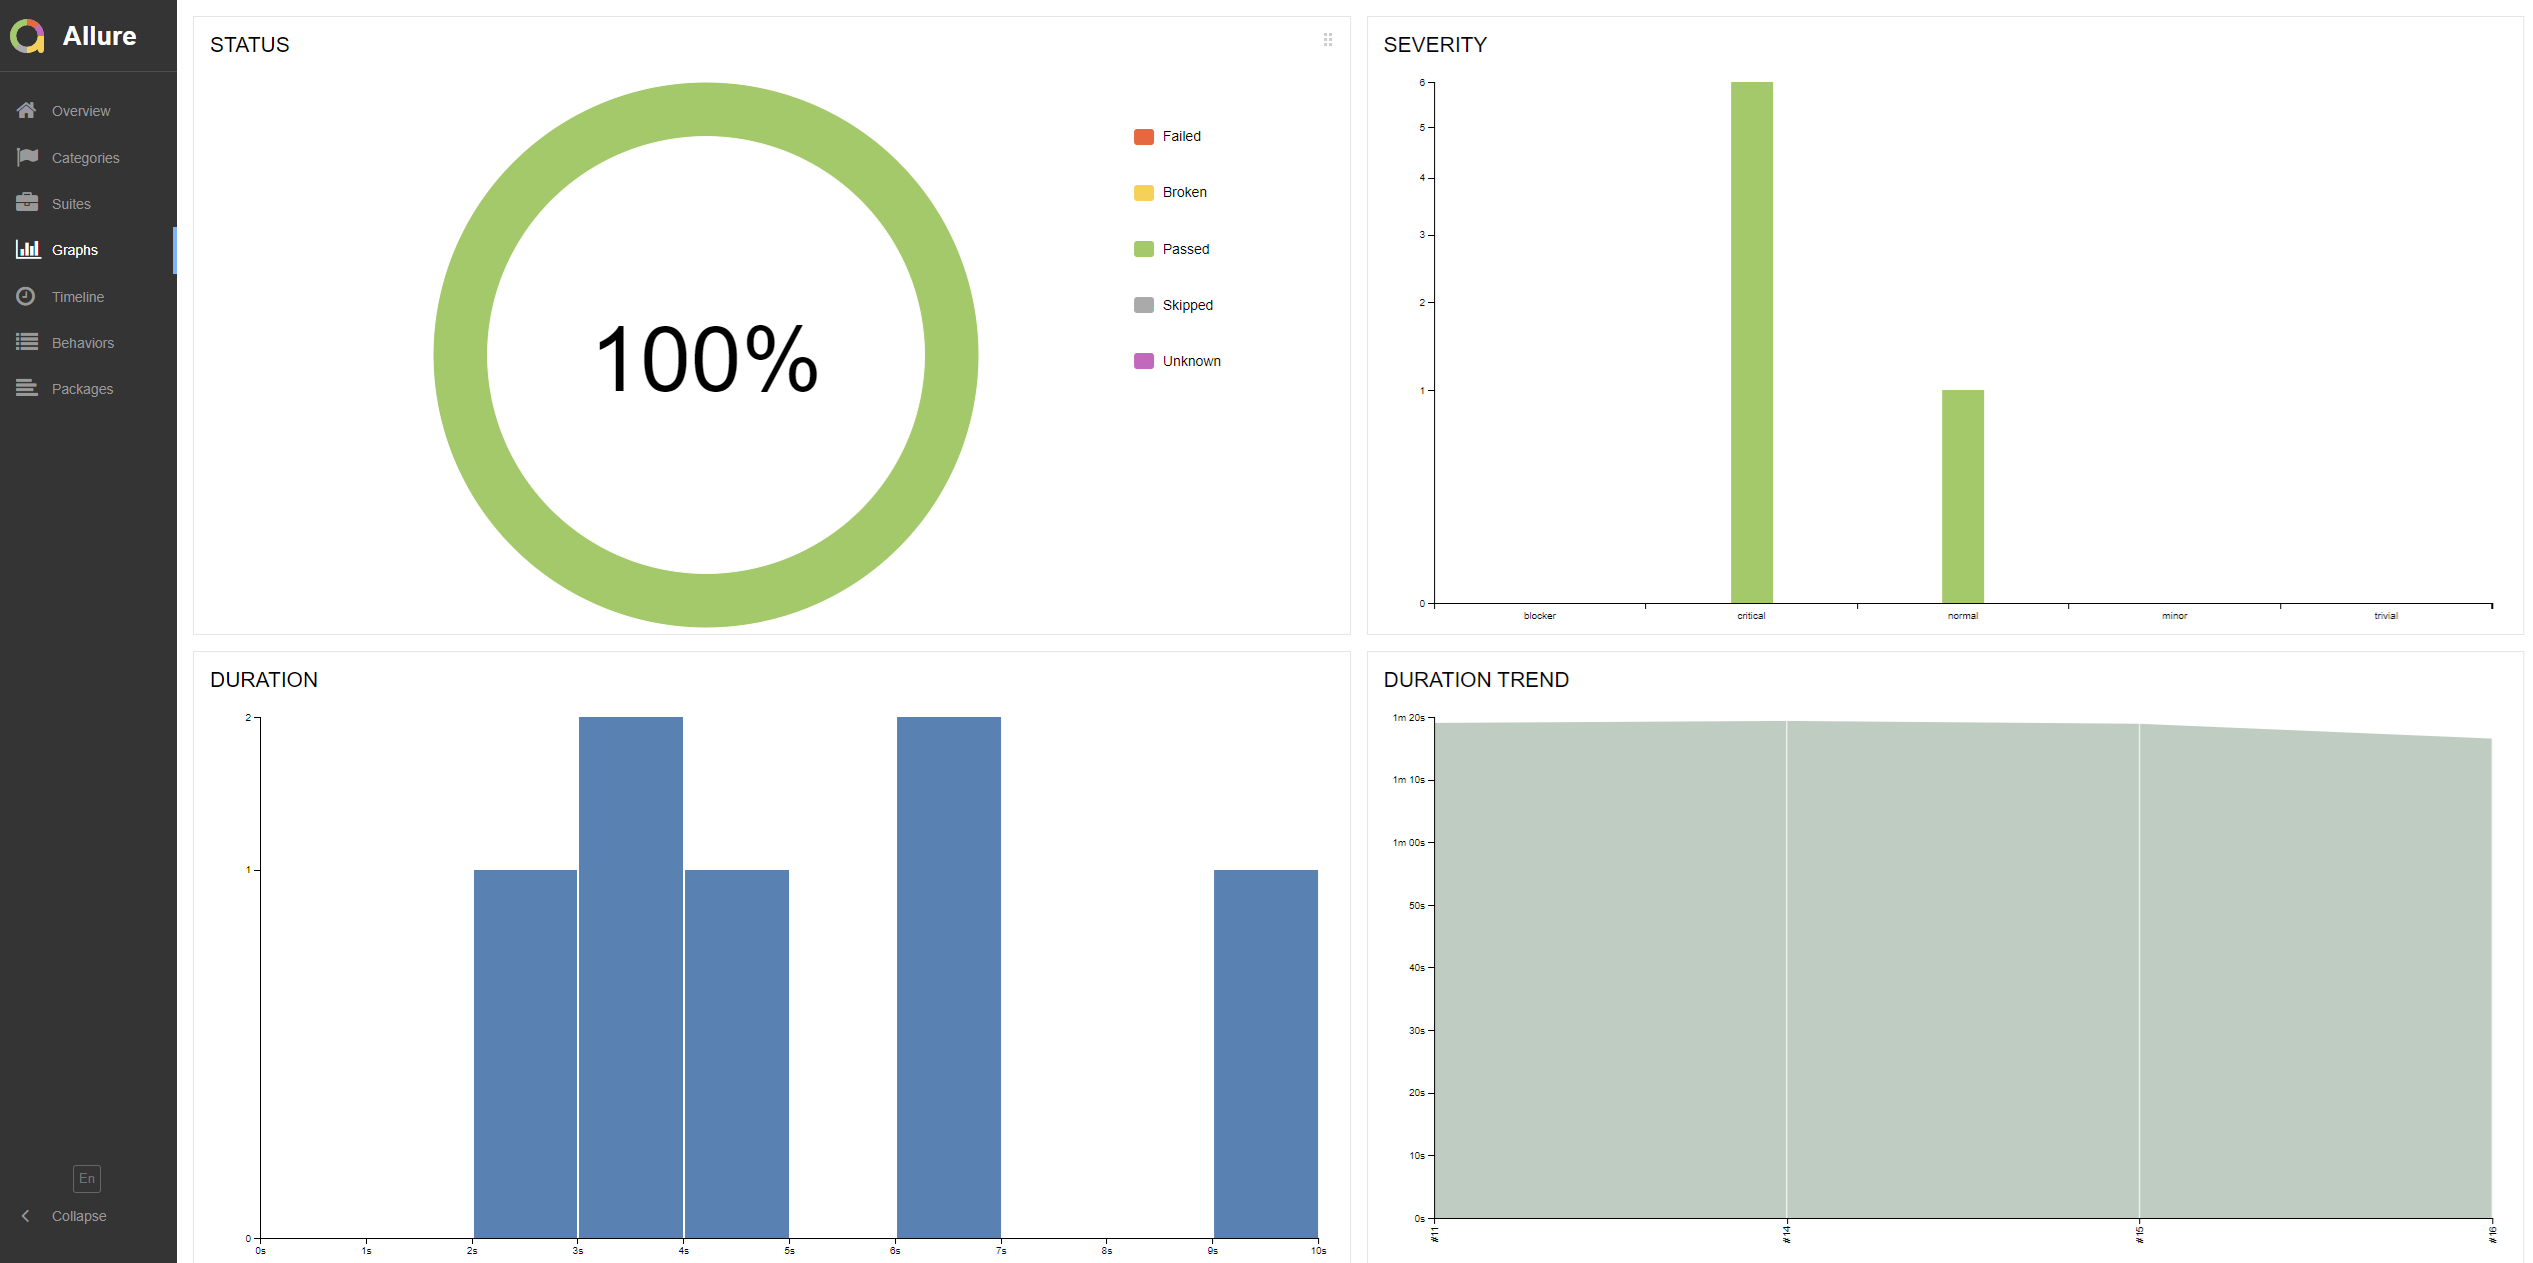 Allure
Overview
Categories
Suites
Graphs
Timeline
Behaviors
Packages
En
Collapse
STATUS
100%
Failed
Broken
Passed
Skipped
Unknown
SEVERITY
6
5
4
3
2
1
0
blocker critical normal minor trivial
DURATION
2
1
0
0s 1s 2s 3s 4s 5s 6s 7s 8s 9s 10s
DURATION TREND
1m 20s
1m 10s
1m 00s
50s
40s
30s
20s
10s
0s
#11 #14 #15 #16